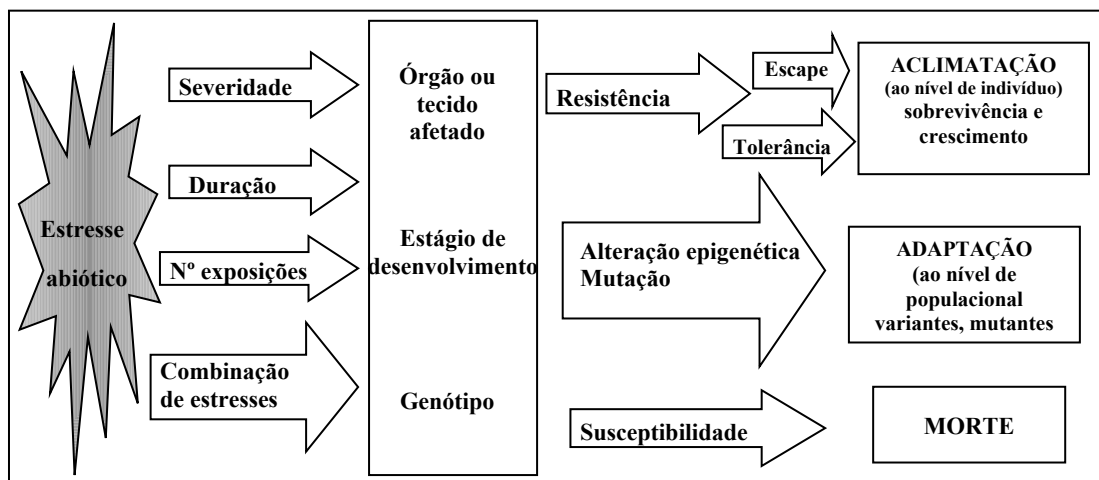 Estresse
abiótico
Severidade
Duração
Nº exposições
Combinação
de estresses
Órgão ou
tecido
afetado
Estágio de
desenvolvimento
Genótipo
Resistência
Escape
Tolerância
Alteração epigenética
Mutação
Susceptibilidade
ACLIMATAÇÃO
(ao nível de indivíduo)
sobrevivência e
crescimento
ADAPTAÇÃO
(ao nível de
populacional
variantes, mutantes
MORTE